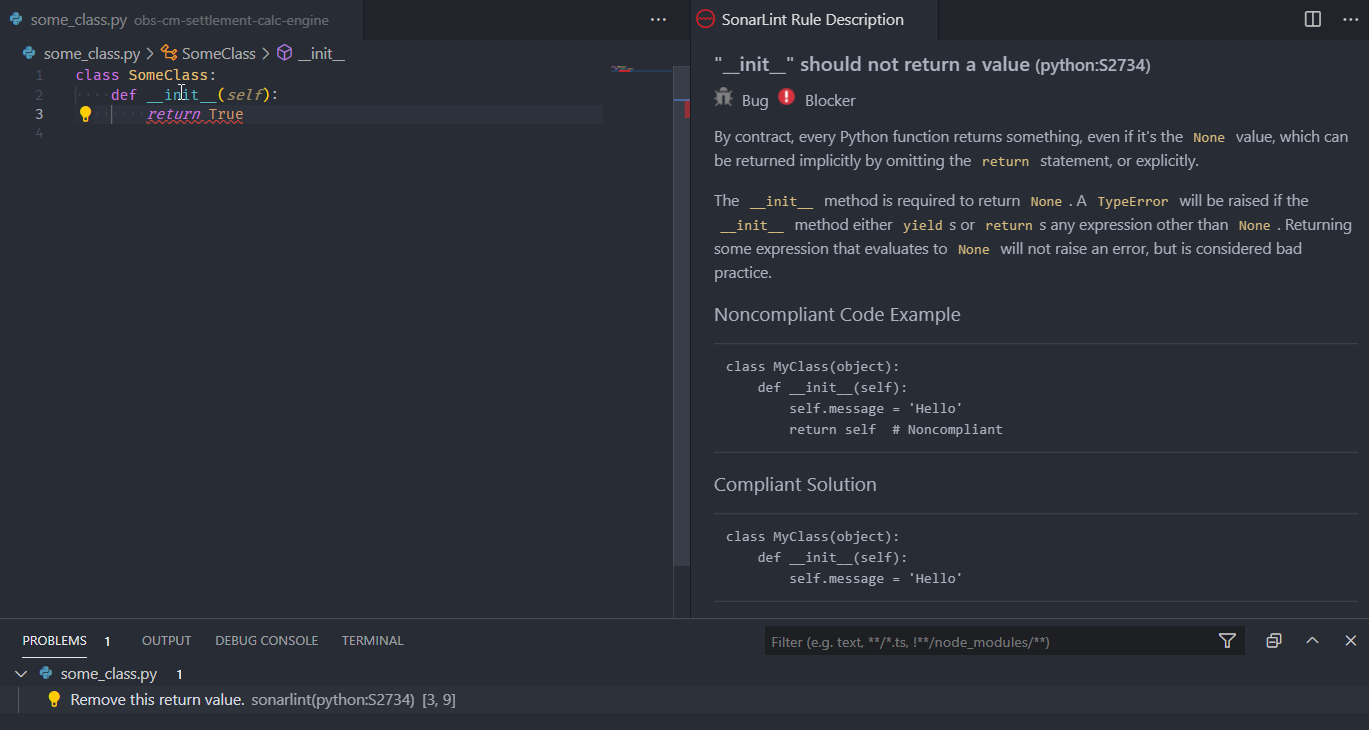 some_class.py obs-cm-settlement-calc-engine
some_class.py > SomeClass > __init__
1 class SomeClass:
2 def __init__(self):
3 return True
4
SonarLint Rule Description
"__init__" should not return a value (python:S2734)
Bug Blocker
By contract, every Python function returns something, even if it's the None value, which can
be returned implicitly by omitting the return statement, or explicitly.
The __init__ method is required to return None . A TypeError will be raised if the
__init__ method either yield s or return s any expression other than None . Returning
some expression that evaluates to None will not raise an error, but is considered bad
practice.
Noncompliant Code Example
class MyClass(object):
def __init__(self):
self.message = 'Hello'
return self # Noncompliant
Compliant Solution
class MyClass(object):
def __init__(self):
self.message = 'Hello'
PROBLEMS 1 OUTPUT DEBUG CONSOLE TERMINAL
Filter (e.g. text, **/*.ts, !**/node_modules/**)
some_class.py 1
Remove this return value. sonarlint(python:S2734) [3, 9]